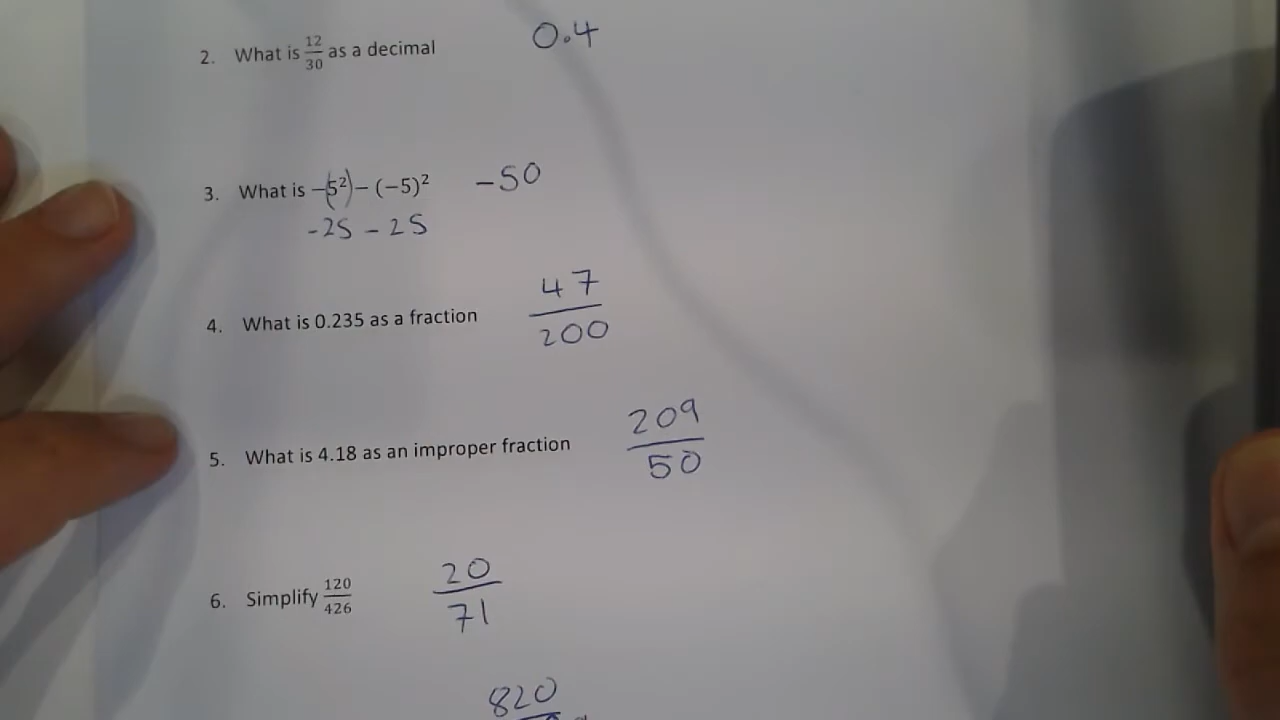 2. What is 12/30 as a decimal 0.4
3. What is -(5²) - (-5)² -50
-25 - 25
4. What is 0.235 as a fraction 47/200
5. What is 4.18 as an improper fraction 209/50
6. Simplify 120/426 20/71
820